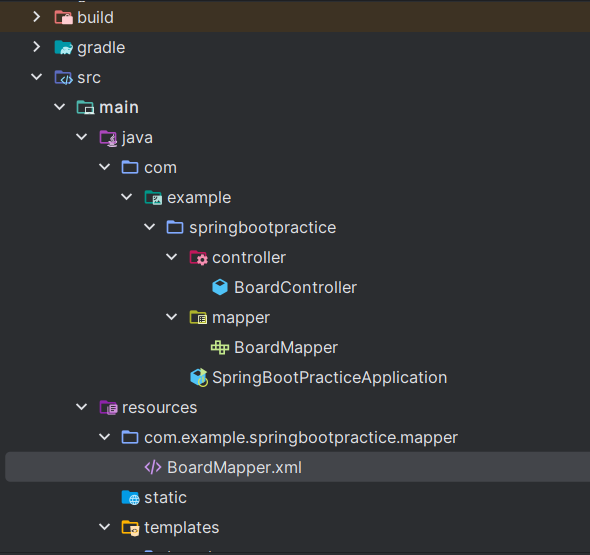 build
gradle
src
main
java
com
example
springbootpractice
controller
BoardController
mapper
BoardMapper
SpringBootPracticeApplication
resources
com.example.springbootpractice.mapper
BoardMapper.xml
static
templates